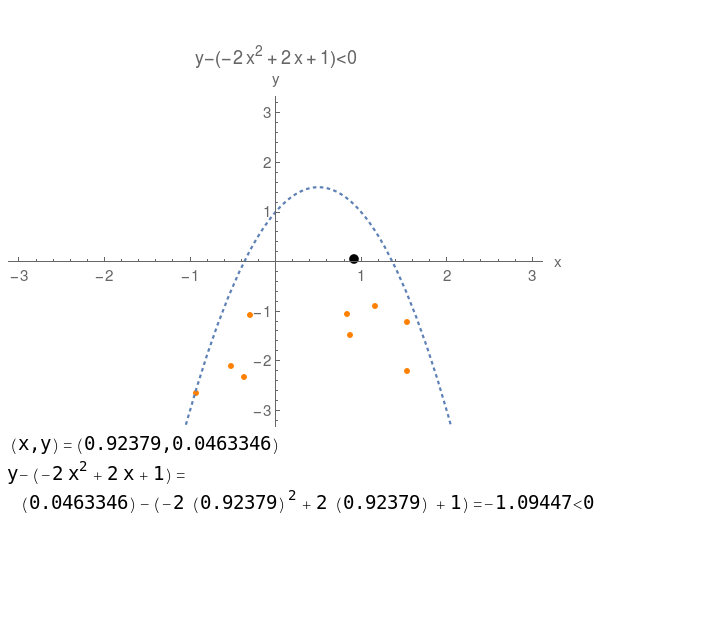 y−(−2x²+2x+1)<0
y
3
2
1
−3 −2 −1 1 2 3 x
−1
−2
−3
(x,y)=(0.92379,0.0463346)
y−(−2x²+2x+1)=
(0.0463346)−(−2 (0.92379)²+2 (0.92379) +1)=−1.09447<0